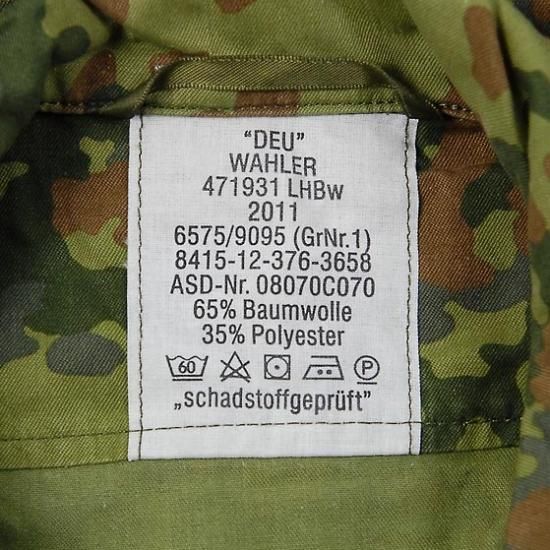 "DEU"
WAHLER
471931 LHBw
2011
6575/9095 (GrNr.1)
8415-12-376-3658
ASD-Nr. 08070C070
65% Baumwolle
35% Polyester
60 P
„schadstoffgeprüft"